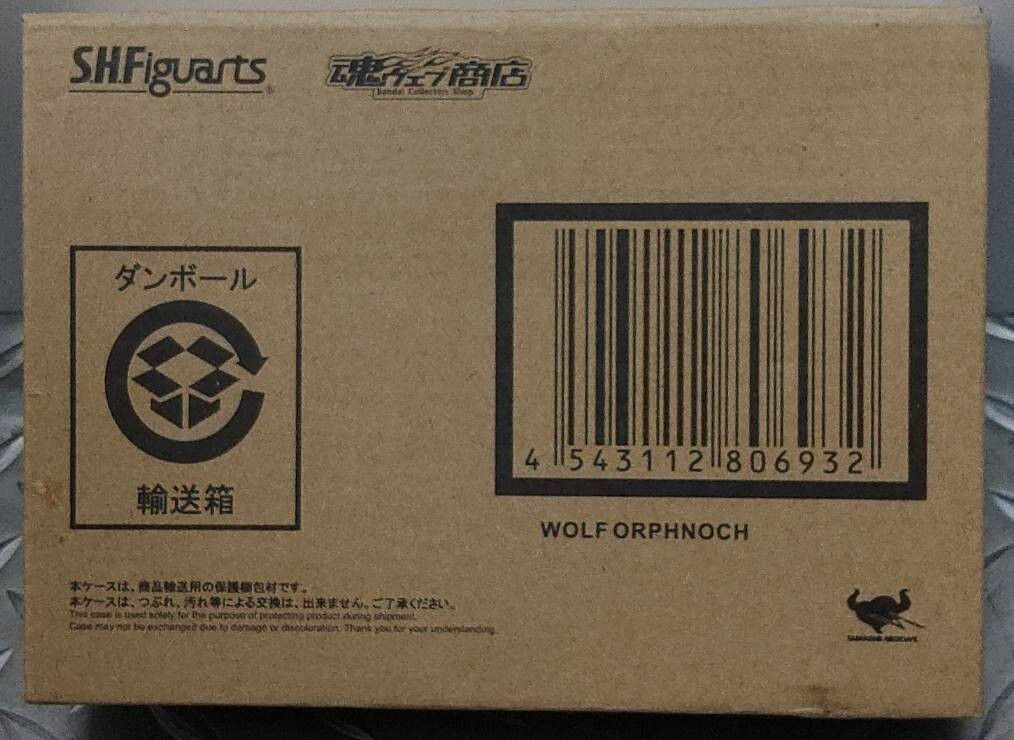 S.H.Figuarts
魂ウェブ商店
Bandai Collectors Shop
ダンボール
輸送箱
4 543112 806932
WOLF ORPHNOCH
本ケースは、商品輸送用の保護梱包材です。
本ケースは、つぶれ、汚れ等による交換は、出来ません。ご了承ください。
This case is used solely for the purpose of protecting product during shipment.
Case may not be exchanged due to damage or discoloration. Thank you for your understanding.
TAMASHII NATIONS